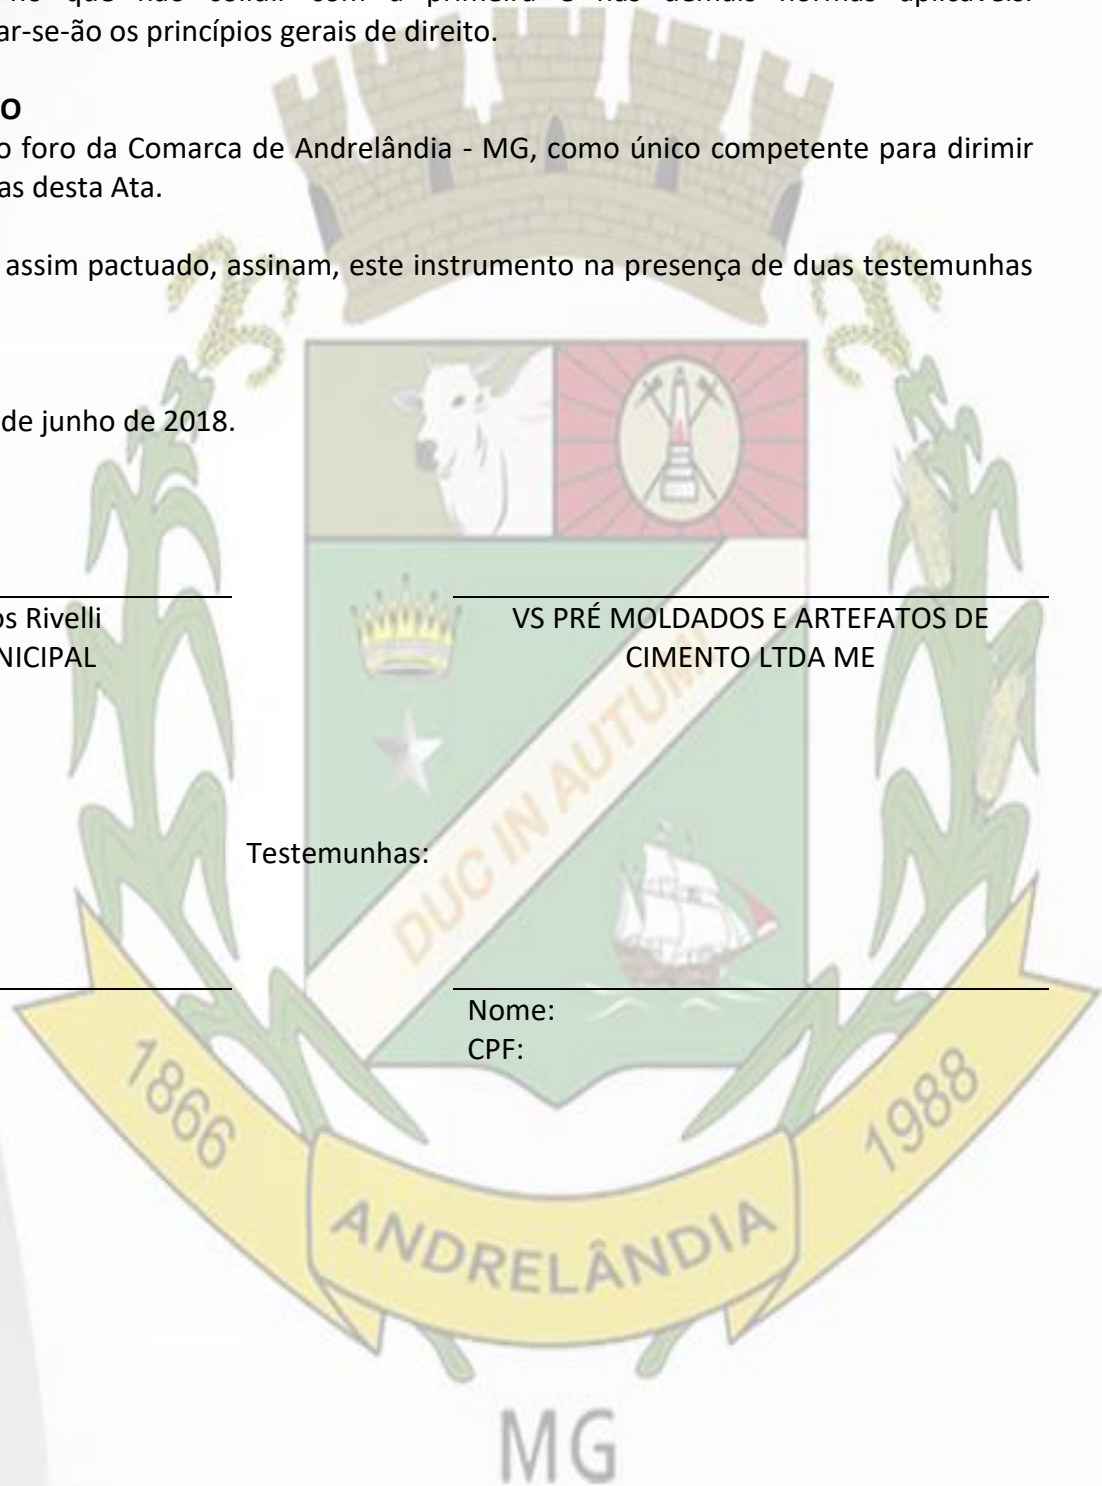 ar-se-ão os princípios gerais de direito.
O
o foro da Comarca de Andrelândia - MG, como único competente para dirimir
as desta Ata.
assim pactuado, assinam, este instrumento na presença de duas testemunhas
de junho de 2018.
os Rivelli
NICIPAL
VS PRÉ MOLDADOS E ARTEFATOS DE
CIMENTO LTDA ME
Testemunhas:
Nome:
CPF:
DUC IN AUTUMI
1866
ANDRELÂNDIA
1988
MG